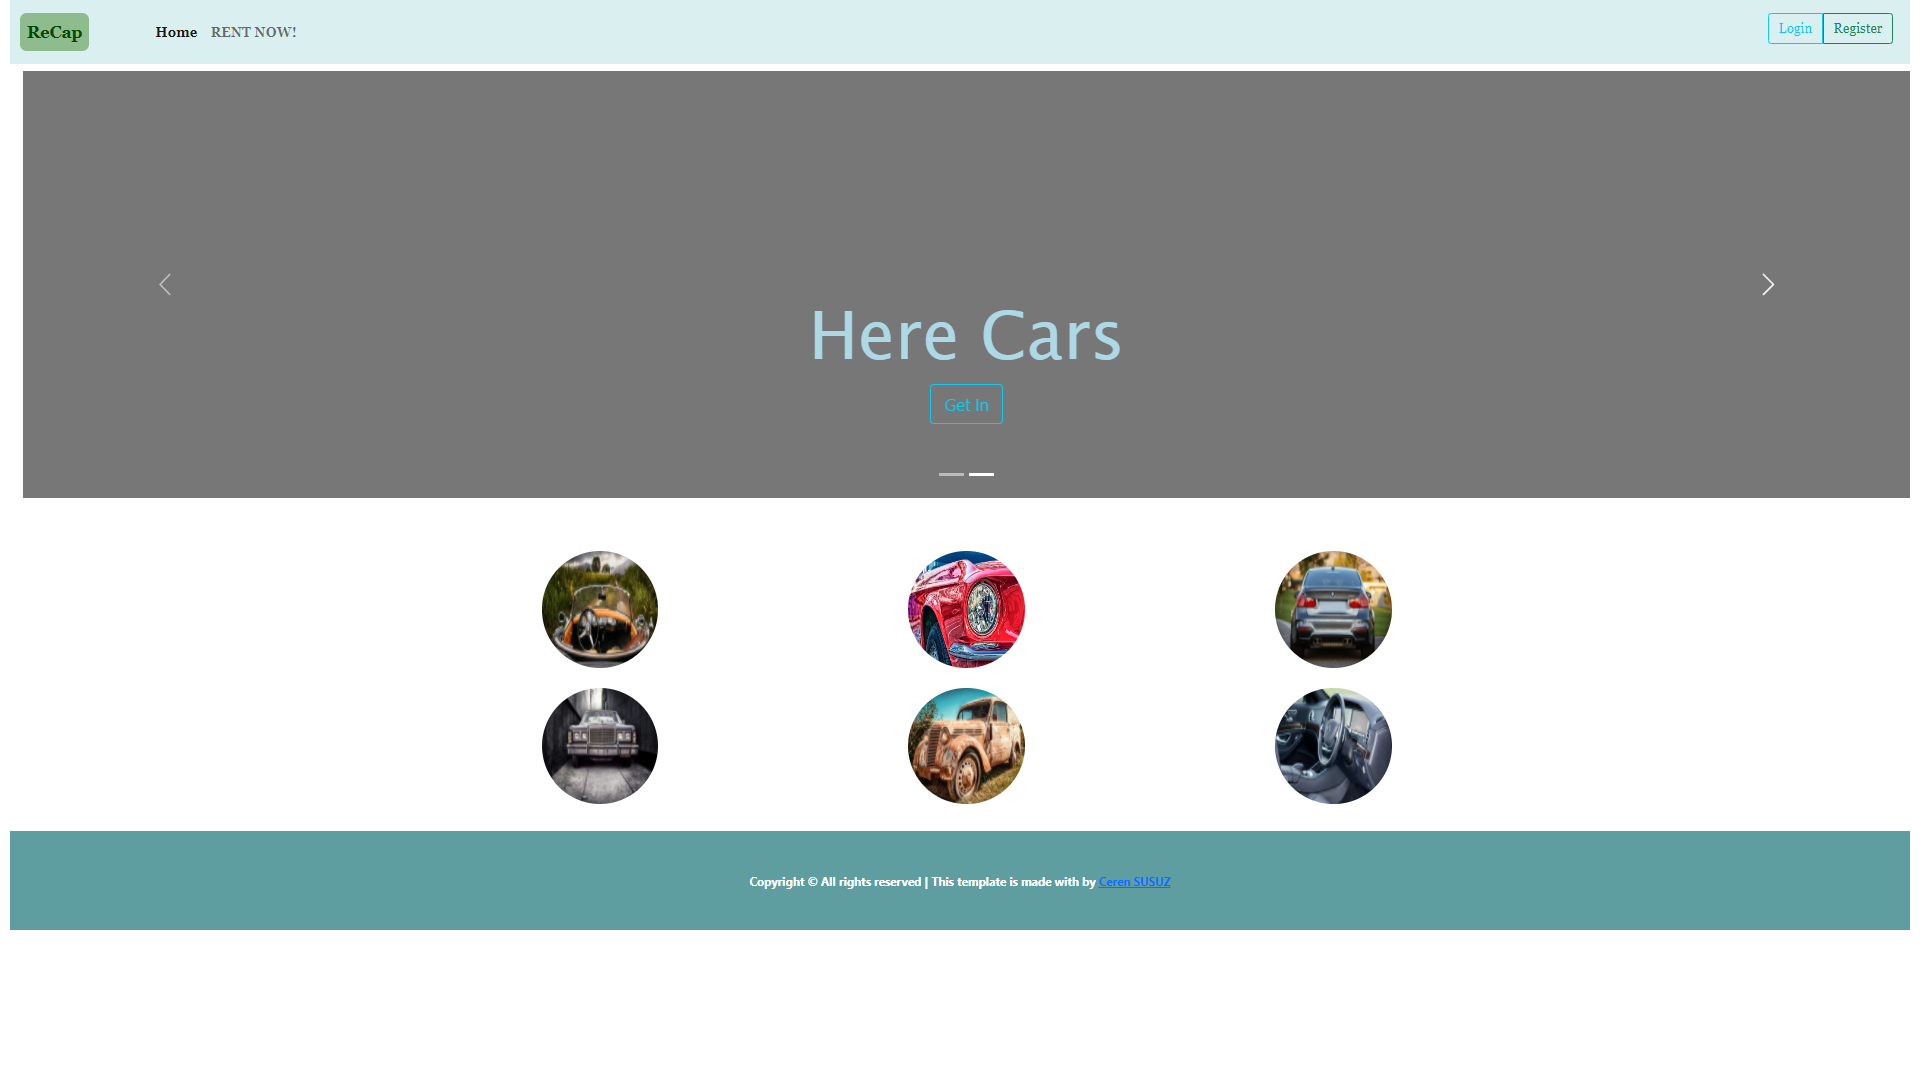 ReCap
Home RENT NOW!
Login Register
Here Cars
Get In
Copyright © All rights reserved | This template is made with by Ceren SUSUZ